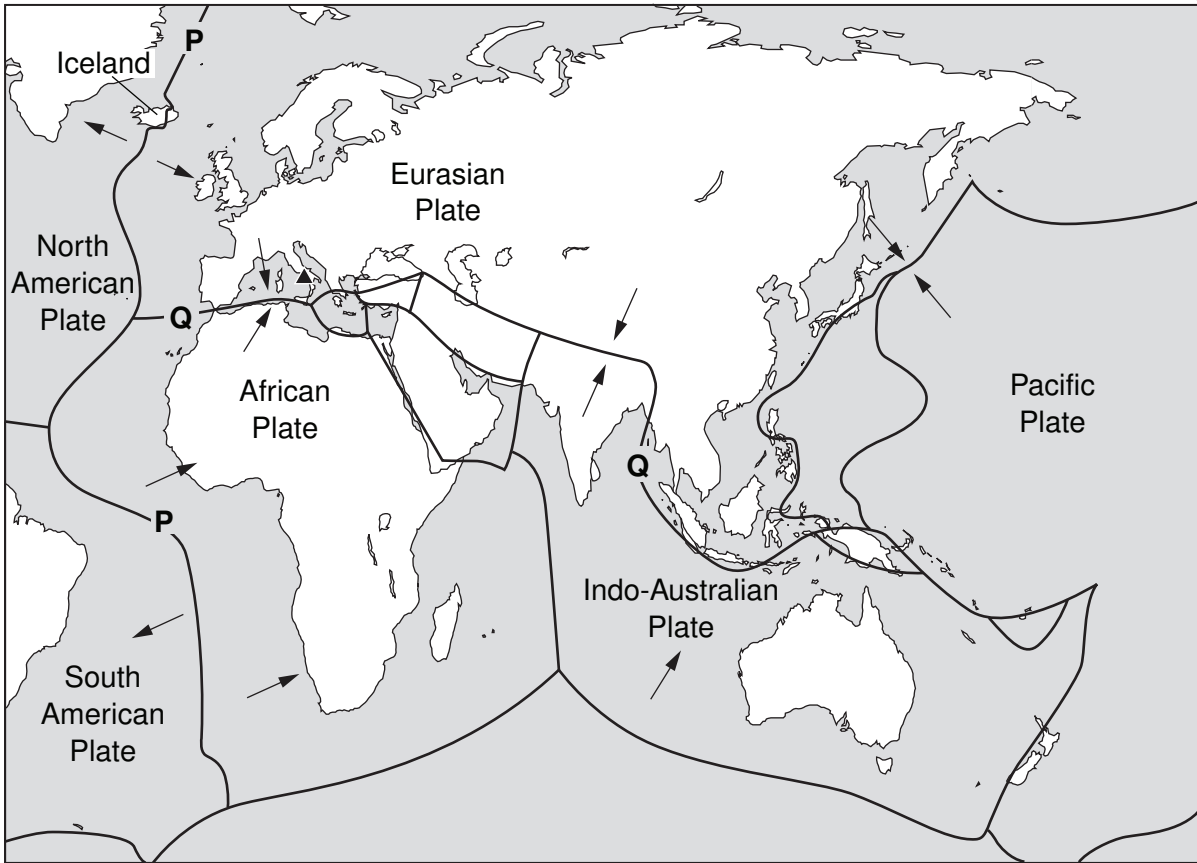 P
Iceland
Eurasian
Plate
North
American
Plate
Q
African
Plate
Pacific
Plate
Q
P
Indo-Australian
Plate
South
American
Plate